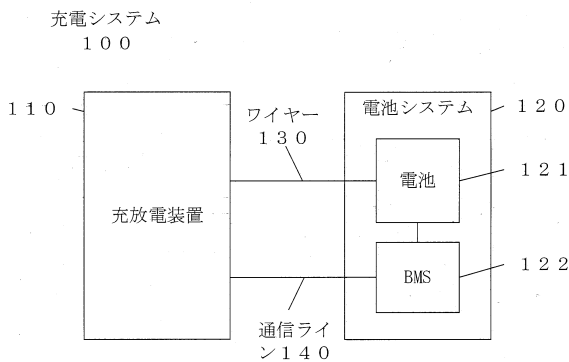 充電システム
１００
１１０
ワイヤー
１３０
電池システム
１２０
電池
１２１
充放電装置
BMS
１２２
通信ライ
ン１４０